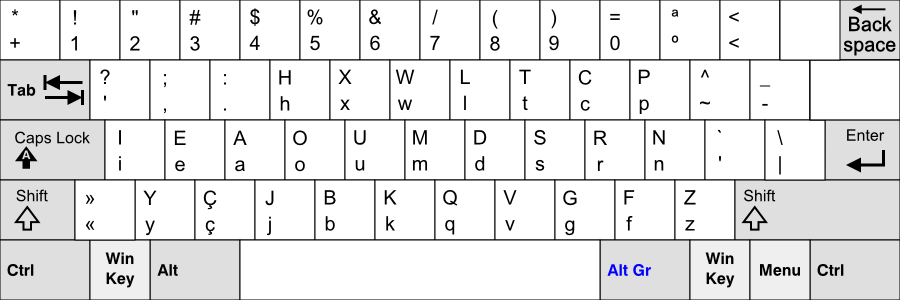 * ! " # $ % & / ( ) = ª < Back
+ 1 2 3 4 5 6 7 8 9 0 º < space
Tab ? ; : H X W L T C P ^ _
' , . h x w l t c p ~ -
Caps Lock I E A O U M D S R N ` \ Enter
A i e a o u m d s r n ' |
Shift » Y Ç J B K Q V G F Z Shift
« y ç j b k q v g f z
Ctrl Win Key Alt Alt Gr Win Key Menu Ctrl